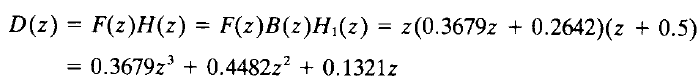 D(z) = F(z)H(z) = F(z)B(z)H₁(z) = z(0.3679z + 0.2642)(z + 0.5)
= 0.3679z³ + 0.4482z² + 0.1321z